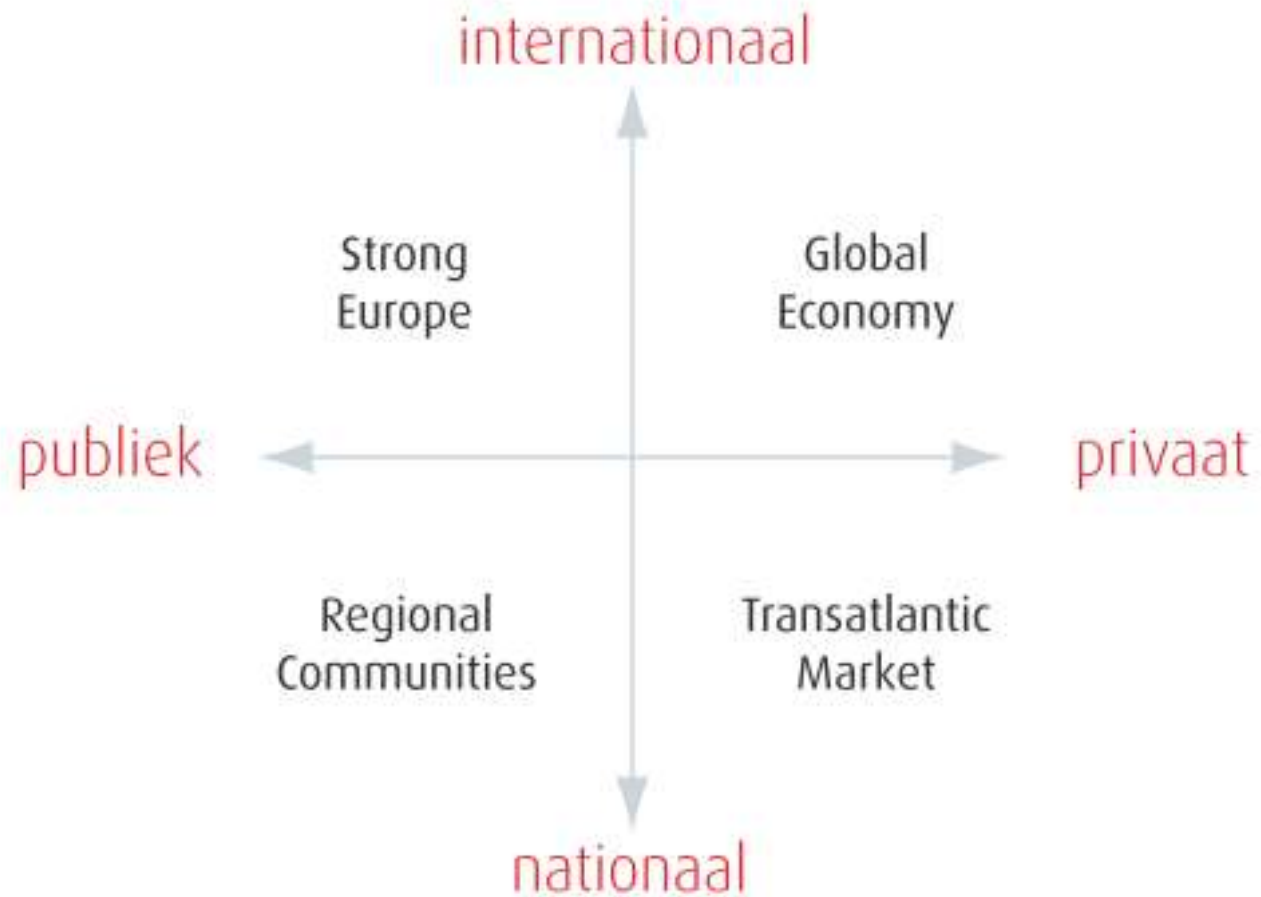 internationaal
Strong
Europe
Global
Economy
publiek
privaat
Regional
Communities
Transatlantic
Market
nationaal